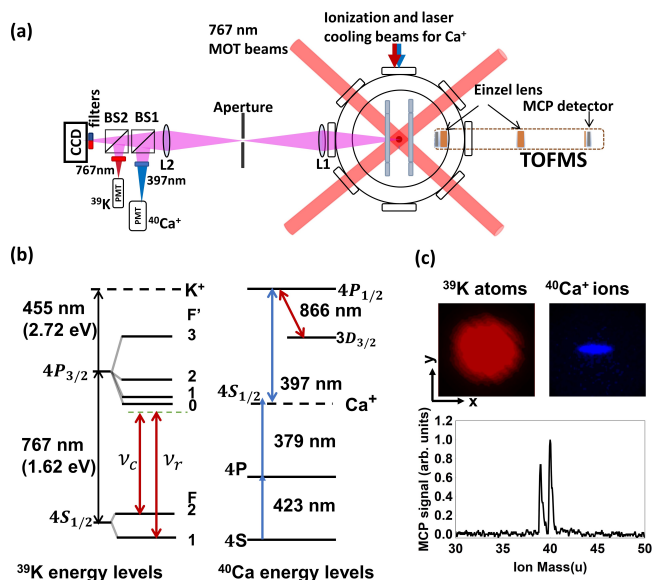 (a)
767 nm
MOT beams
Ionization and laser
cooling beams for Ca⁺
Einzel lens
MCP detector
Aperture
filters
BS2
BS1
CCD
L2
L1
767nm
397nm
PMT
³⁹K
PMT
⁴⁰Ca⁺
TOFMS
(b)
455 nm
(2.72 eV)
K⁺
F'
3
4P₃/₂
2
1
0
767 nm
(1.62 eV)
ν_c
ν_r
F
2
4S₁/₂
1
³⁹K energy levels
4P₁/₂
866 nm
3D₃/₂
397 nm
4S₁/₂
Ca⁺
379 nm
4P
423 nm
4S
⁴⁰Ca energy levels
(c)
³⁹K atoms
⁴⁰Ca⁺ ions
y
x
MCP signal (arb. units)
1.2
1.0
0.8
0.6
0.4
0.2
0.0
30
35
40
45
50
Ion Mass(u)